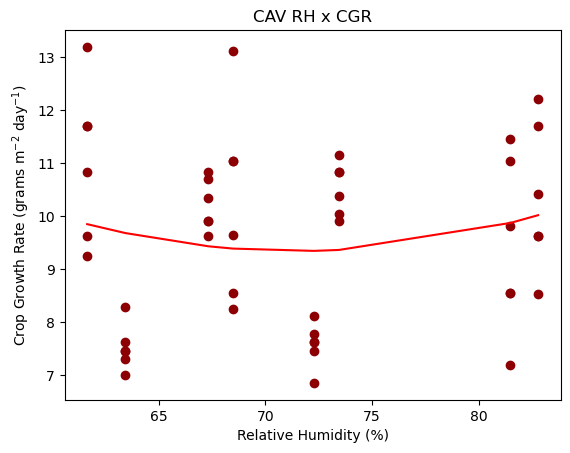 CAV RH x CGR
Crop Growth Rate (grams m⁻² day⁻¹)
13
12
11
10
9
8
7
65 70 75 80
Relative Humidity (%)